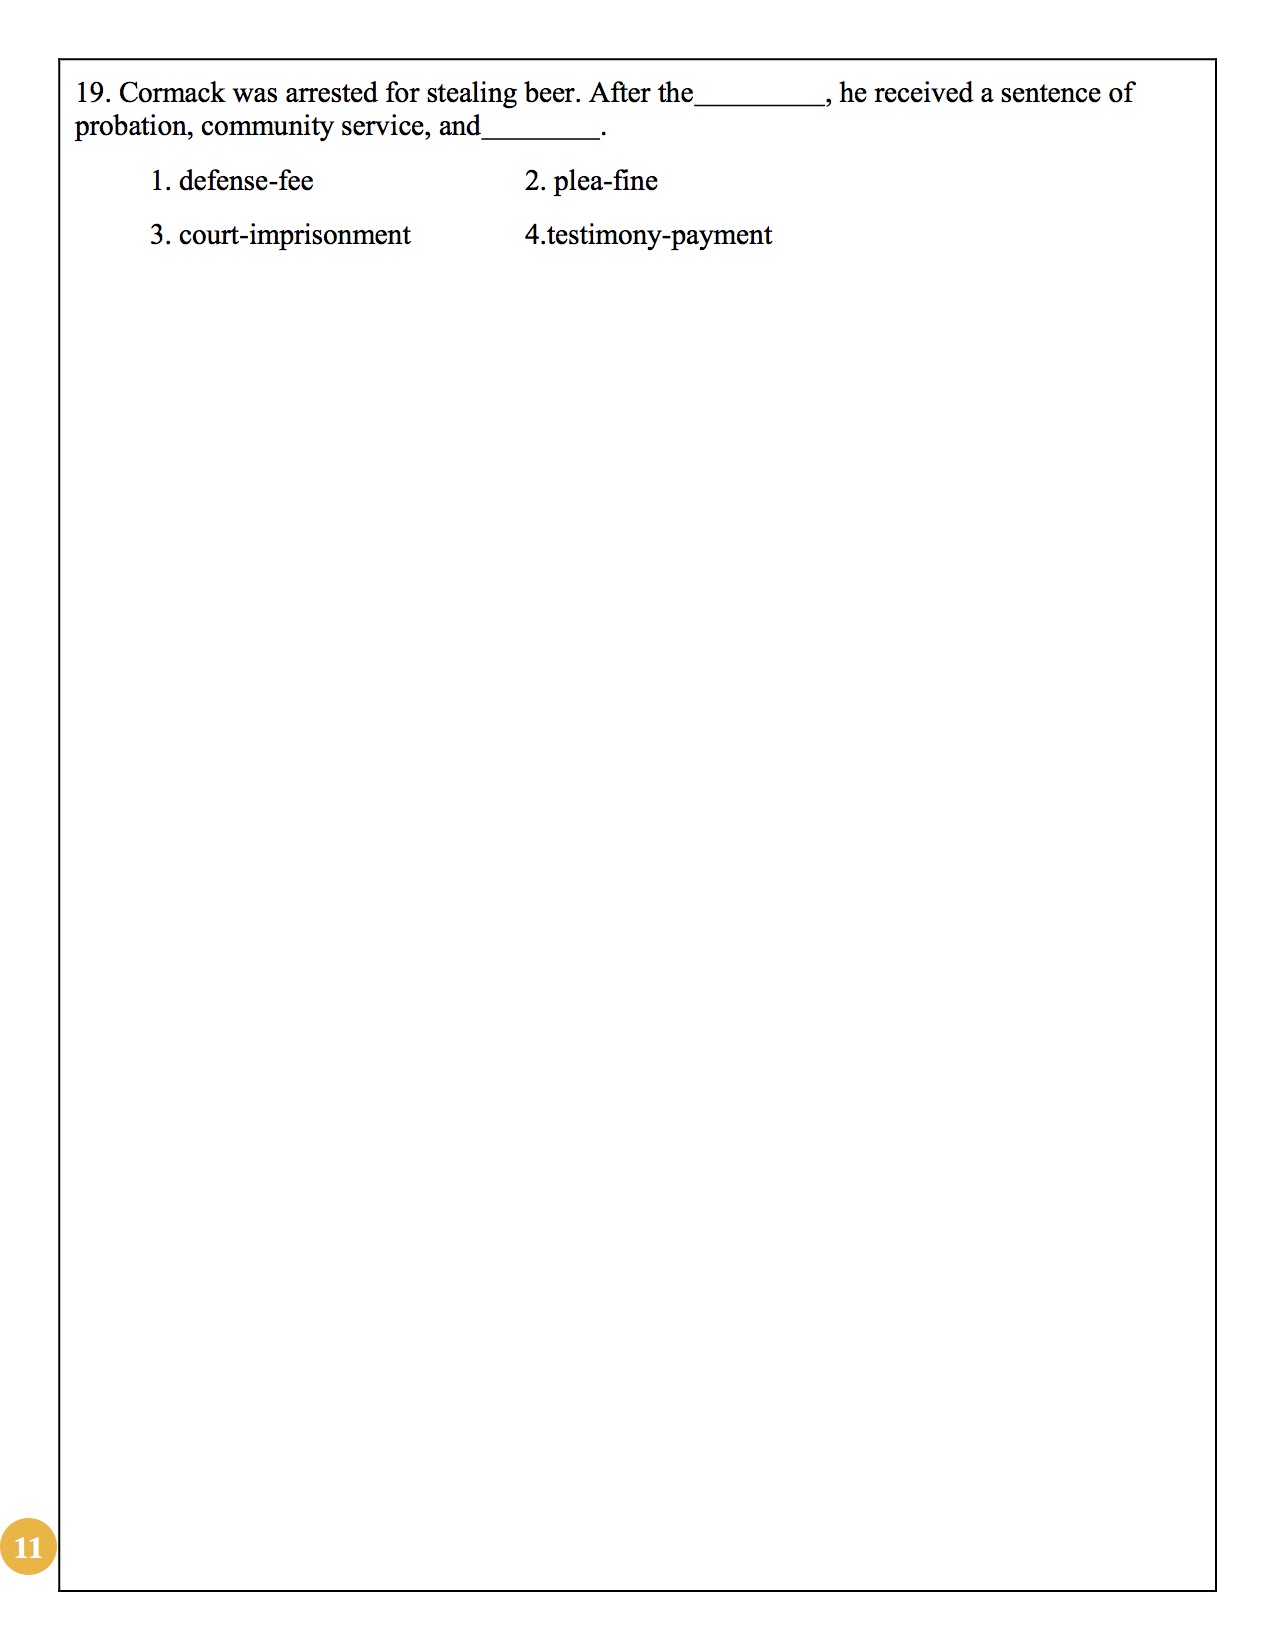 19. Cormack was arrested for stealing beer. After the_________, he received a sentence of
probation, community service, and________.
1. defense-fee 2. plea-fine
3. court-imprisonment 4.testimony-payment
11